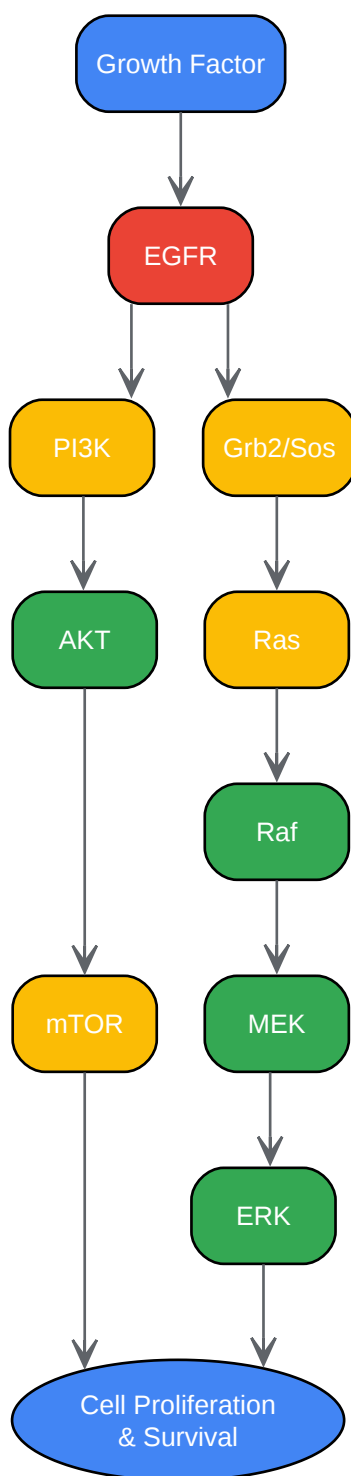 Growth Factor
EGFR
PI3K
Grb2/Sos
AKT
Ras
Raf
mTOR
MEK
ERK
Cell Proliferation
& Survival